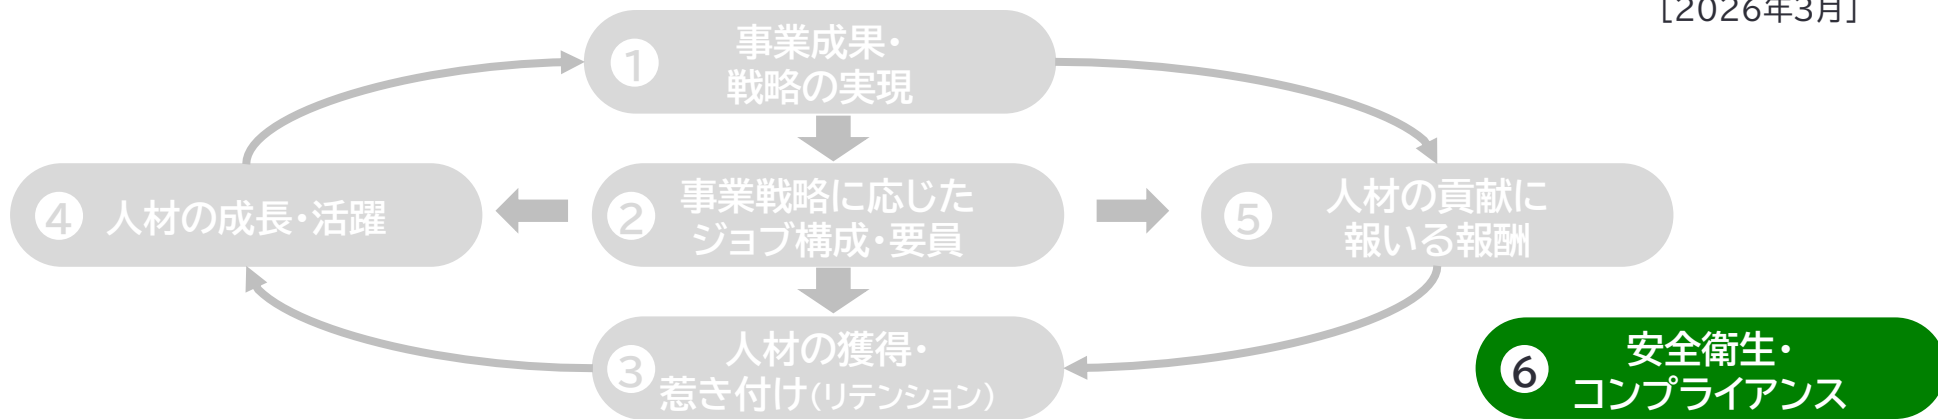 [2026年3月]
❶ 事業成果・
戦略の実現
❹ 人材の成長・活躍
❷ 事業戦略に応じた
ジョブ構成・要員
❺ 人材の貢献に
報いる報酬
❸ 人材の獲得・
惹き付け(リテンション)
❻ 安全衛生・
コンプライアンス